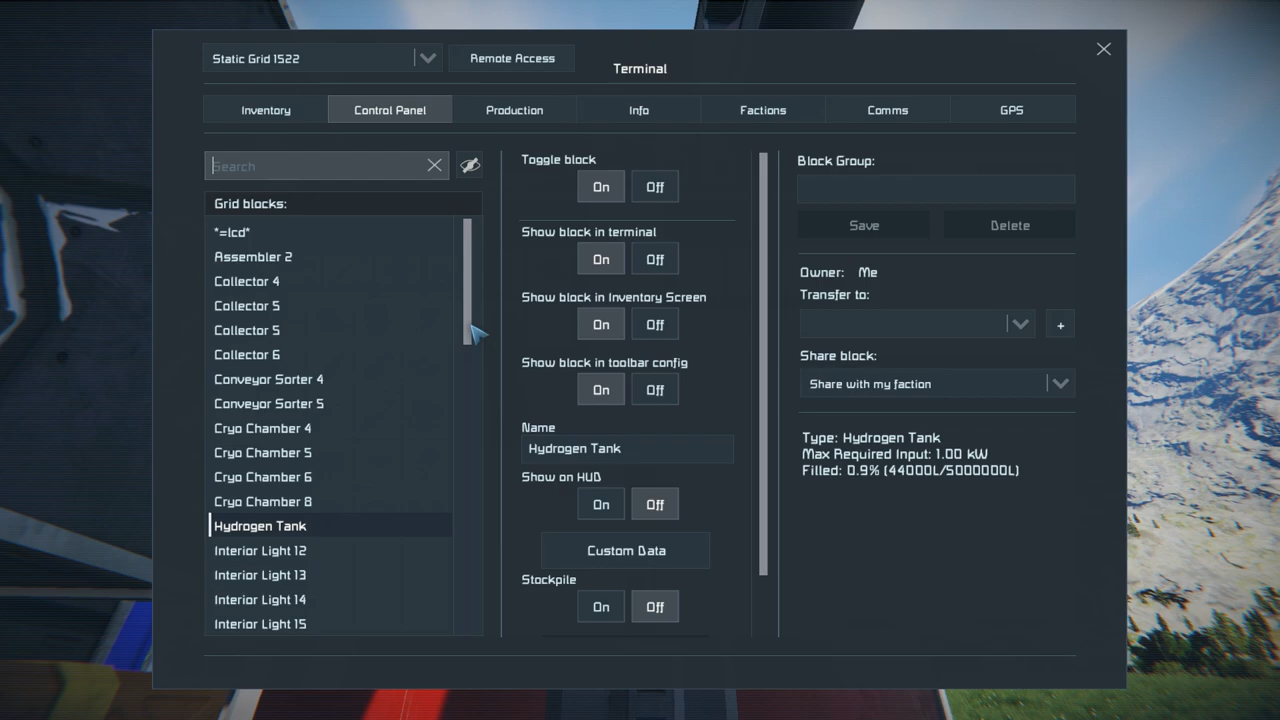 Static Grid 1522
Remote Access
Terminal
Inventory
Control Panel
Production
Info
Factions
Comms
GPS
Search
Grid blocks:
*=lcd*
Assembler 2
Collector 4
Collector 5
Collector 5
Collector 6
Conveyor Sorter 4
Conveyor Sorter 5
Cryo Chamber 4
Cryo Chamber 5
Cryo Chamber 6
Cryo Chamber 8
Hydrogen Tank
Interior Light 12
Interior Light 13
Interior Light 14
Interior Light 15
Toggle block
On Off
Show block in terminal
On Off
Show block in Inventory Screen
On Off
Show block in toolbar config
On Off
Name
Hydrogen Tank
Show on HUD
On Off
Custom Data
Stockpile
On Off
Block Group:
Save Delete
Owner: Me
Transfer to:
+
Share block:
Share with my faction
Type: Hydrogen Tank
Max Required Input: 1.00 kW
Filled: 0.9% (44000L/5000000L)